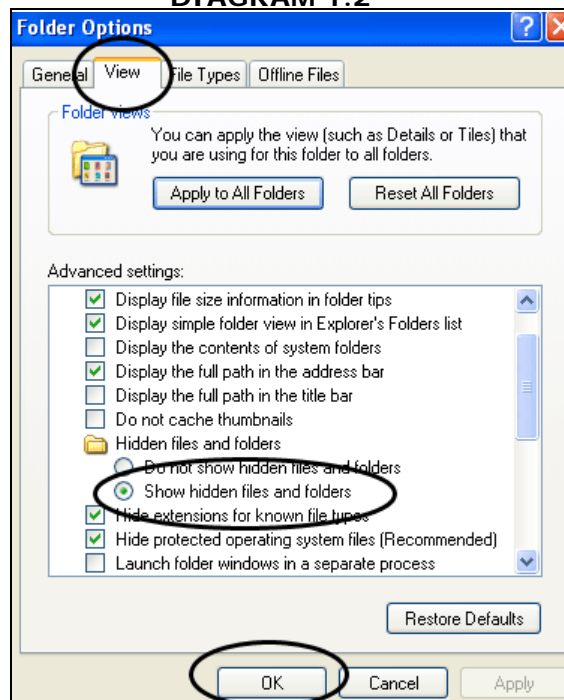 DIAGRAM 1.2
Folder Options
General View File Types Offline Files
Folder views
You can apply the view (such as Details or Tiles) that
you are using for this folder to all folders.
Apply to All Folders Reset All Folders
Advanced settings:
Display file size information in folder tips
Display simple folder view in Explorer's Folders list
Display the contents of system folders
Display the full path in the address bar
Display the full path in the title bar
Do not cache thumbnails
Hidden files and folders
Do not show hidden files and folders
Show hidden files and folders
Hide extensions for known file types
Hide protected operating system files (Recommended)
Launch folder windows in a separate process
Restore Defaults
OK Cancel Apply